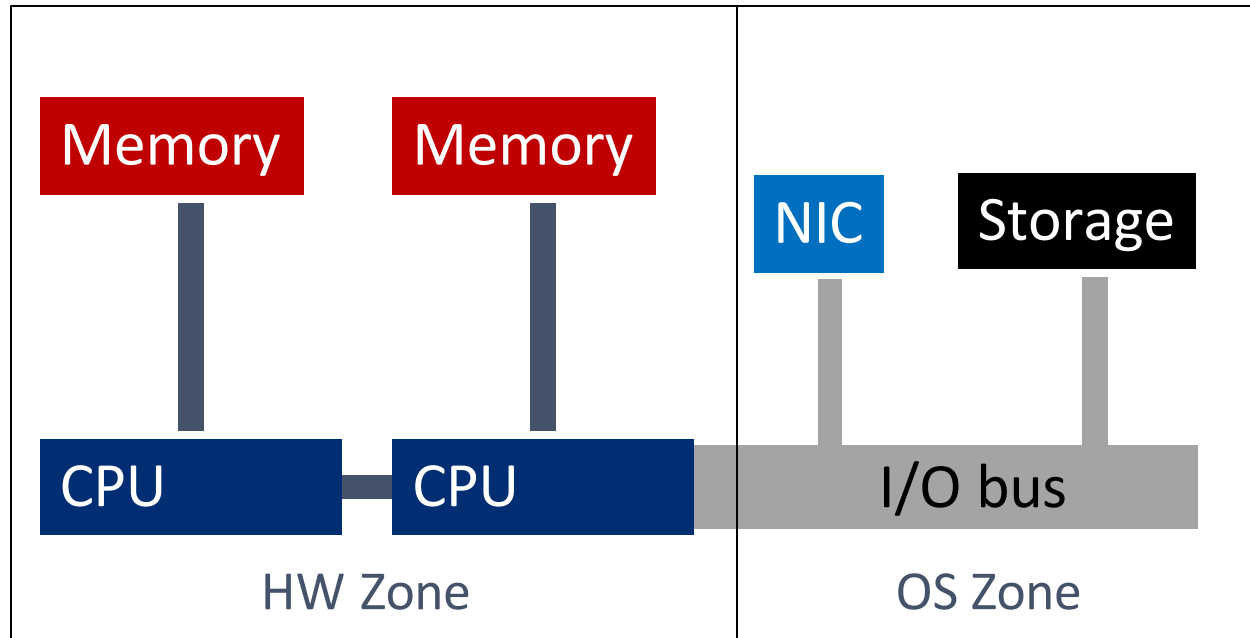 Memory
Memory
NIC
Storage
CPU
CPU
I/O bus
HW Zone
OS Zone